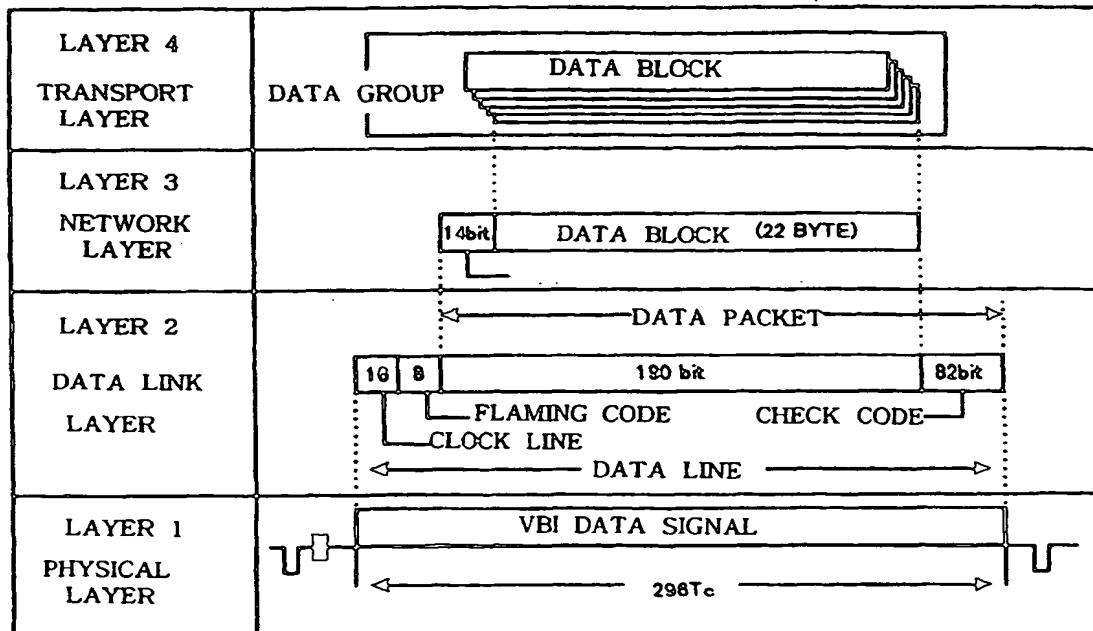 LAYER 4
TRANSPORT
LAYER
DATA GROUP
DATA BLOCK
LAYER 3
NETWORK
LAYER
14bit
DATA BLOCK (22 BYTE)
LAYER 2
DATA LINK
LAYER
DATA PACKET
16
8
190 bit
82bit
FLAMING CODE
CHECK CODE
CLOCK LINE
DATA LINE
LAYER 1
PHYSICAL
LAYER
VBI DATA SIGNAL
296Tc